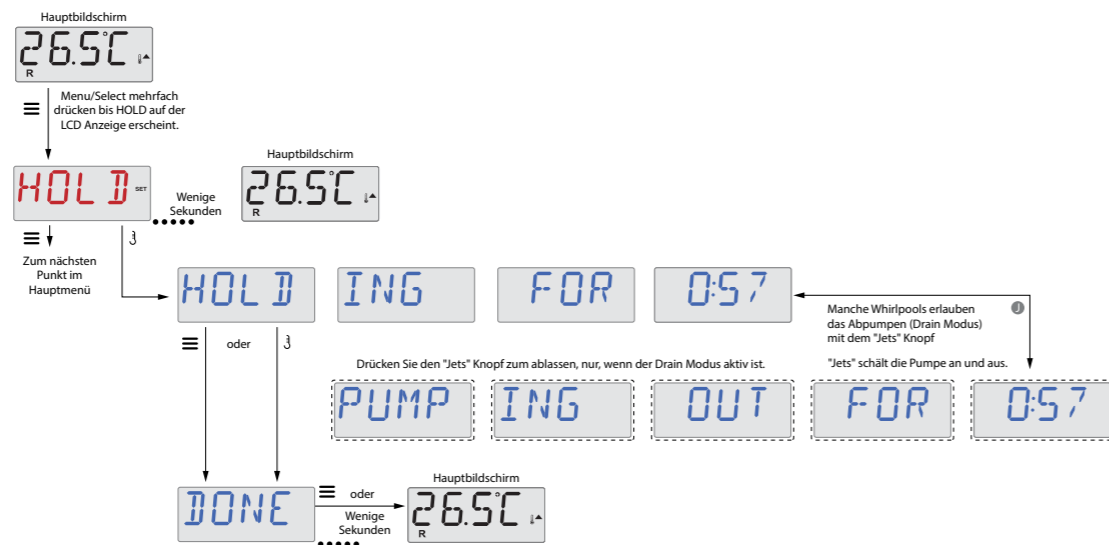 Hauptbildschirm
26.5°C
R
Menu/Select mehrfach
drücken bis HOLD auf der
LCD Anzeige erscheint.
HOLD SET
Wenige
Sekunden
Hauptbildschirm
26.5°C
R
Zum nächsten
Punkt im
Hauptmenü
HOLD ING FOR 0:57
Manche Whirlpools erlauben
das Abpumpen (Drain Modus)
mit dem "Jets" Knopf
J
"Jets" schält die Pumpe an und aus.
oder
Drücken Sie den "Jets" Knopf zum ablassen, nur, wenn der Drain Modus aktiv ist.
PUMP ING OUT FOR 0:57
DONE
oder
Wenige
Sekunden
Hauptbildschirm
26.5°C
R